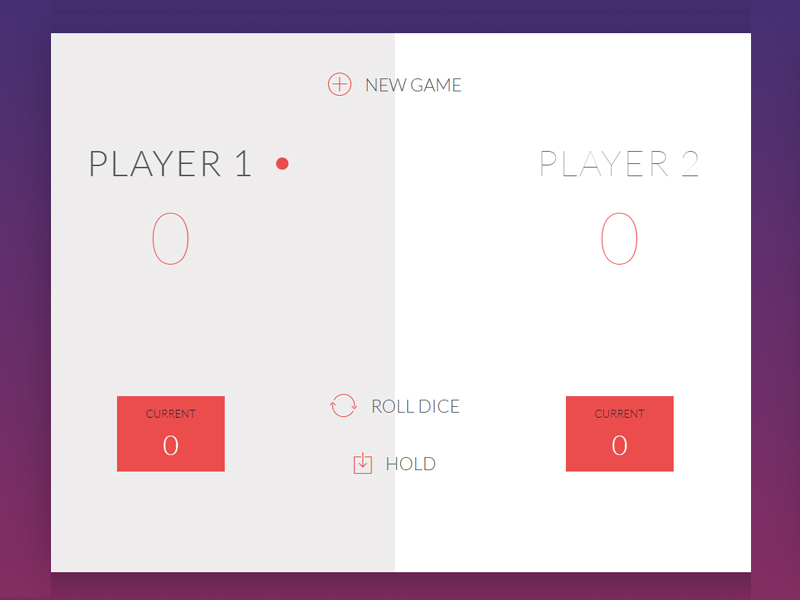 NEW GAME
PLAYER 1
PLAYER 2
0
0
ROLL DICE
CURRENT
0
CURRENT
0
HOLD